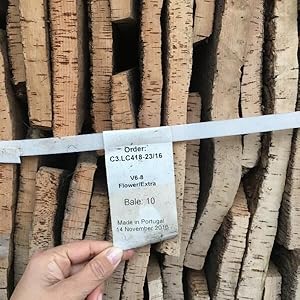 Order:
C3.LC418-23/16
V6-8
Flower/Extra
Bale: 10
Made in Portugal
14 November 2016